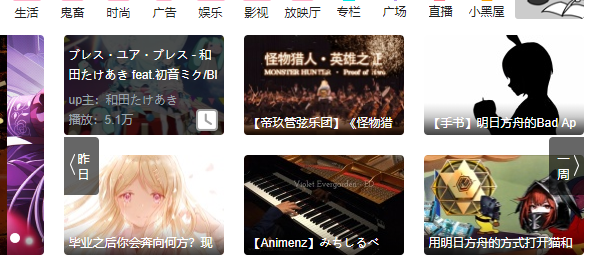 生活 鬼畜 时尚 广告 娱乐 影视 放映厅 专栏 广场 直播 小黑屋
ブレス・ユア・ブレス - 和
田たけあき feat.初音ミク/Bl
up主：和田たけあき
播放：5.1万
怪物猎人·英雄之证
MONSTER HUNTER · Proof of
【帝玖管弦乐团】《怪物猎
【手书】明日方舟的Bad Ap
昨
日
一
周
毕业之后你会奔向何方？现
Violet Evergarden - ED
【Animenz】みちしるべ
用明日方舟的方式打开猫和